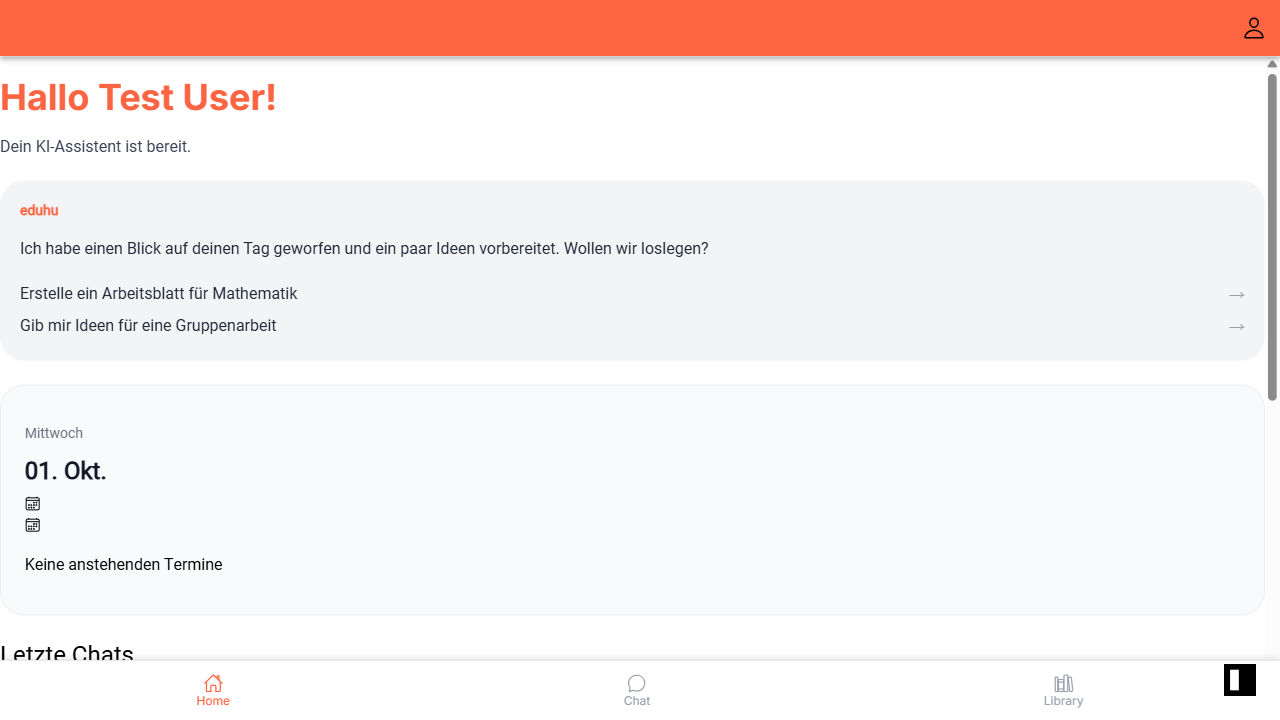 Hallo Test User!
Dein KI-Assistent ist bereit.
eduhu
Ich habe einen Blick auf deinen Tag geworfen und ein paar Ideen vorbereitet. Wollen wir loslegen?
Erstelle ein Arbeitsblatt für Mathematik →
Gib mir Ideen für eine Gruppenarbeit →
Mittwoch
01. Okt.
Keine anstehenden Termine
Letzte Chats
Home
Chat
Library